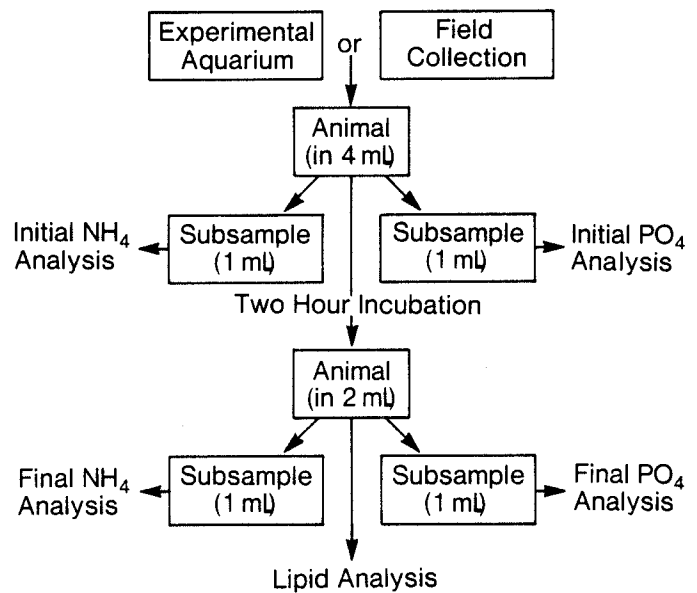 Experimental
Aquarium
or
Field
Collection
Animal
(in 4 mL)
Initial NH₄
Analysis
Subsample
(1 mL)
Subsample
(1 mL)
Initial PO₄
Analysis
Two Hour Incubation
Animal
(in 2 mL)
Final NH₄
Analysis
Subsample
(1 mL)
Subsample
(1 mL)
Final PO₄
Analysis
Lipid Analysis